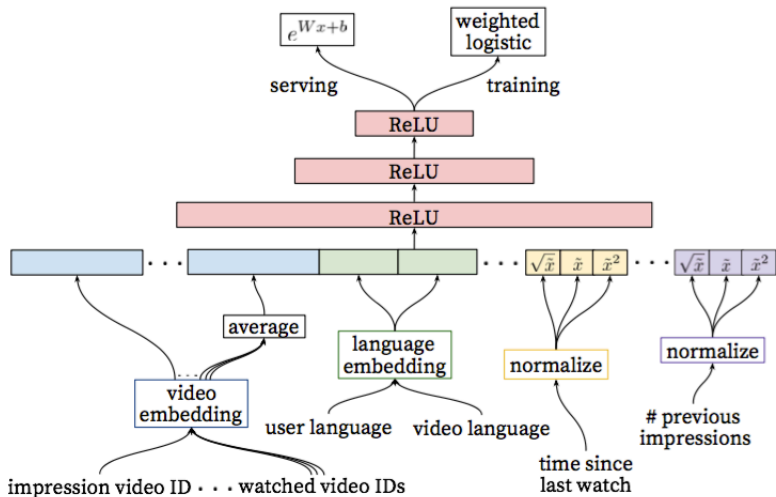 e^{Wx+b}
weighted
logistic
serving
training
ReLU
ReLU
ReLU
. . .
. . .
√x̃ x̃ x̃²
. . .
√x̃ x̃ x̃²
average
language
embedding
normalize
normalize
. . .
video
embedding
user language
video language
# previous
impressions
time since
last watch
impression video ID . . . watched video IDs